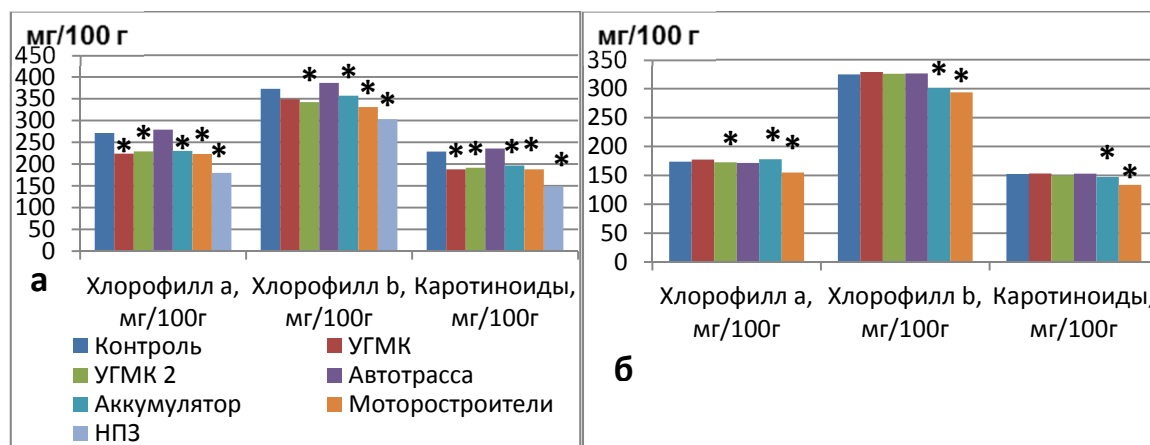 мг/100 г
450
400
350
300
250
200
150
100
50
0
* * * * *
* * * *
* * * * *
Хлорофилл a, мг/100г
Хлорофилл b, мг/100г
Каротиноиды, мг/100г
а
Контроль
УГМК
УГМК 2
Автотрасса
Аккумулятор
Моторостроители
НПЗ
мг/100 г
350
300
250
200
150
100
50
0
* * *
* *
* *
Хлорофилл a, мг/100г
Хлорофилл b, мг/100г
Каротиноиды, мг/100г
б